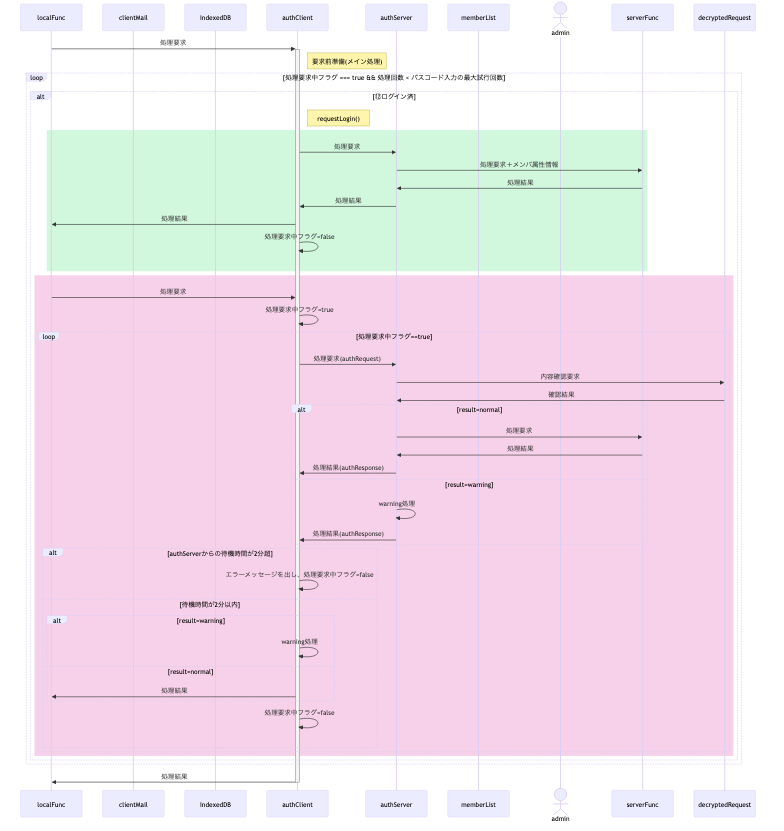 localFunc
clientMail
IndexedDB
authClient
authServer
memberList
admin
serverFunc
decryptedRequest
処理要求
要求前準備(メイン処理)
loop
[処理要求中フラグ === true && 処理回数 < パスコード入力の最大試行回数]
alt
[⑫ログイン済]
requestLogin()
処理要求
処理要求＋メンバ属性情報
処理結果
処理結果
処理結果
処理要求中フラグ=false
処理要求
処理要求中フラグ=true
loop
[処理要求中フラグ==true]
処理要求(authRequest)
内容確認要求
確認結果
alt
[result=normal]
処理要求
処理結果
処理結果(authResponse)
[result=warning]
warning処理
処理結果(authResponse)
alt
[authServerからの待機時間が2分超]
エラーメッセージを出し、処理要求中フラグ=false
[待機時間が2分以内]
alt
[result=warning]
warning処理
[result=normal]
処理結果
処理要求中フラグ=false
処理結果
localFunc
clientMail
IndexedDB
authClient
authServer
memberList
admin
serverFunc
decryptedRequest